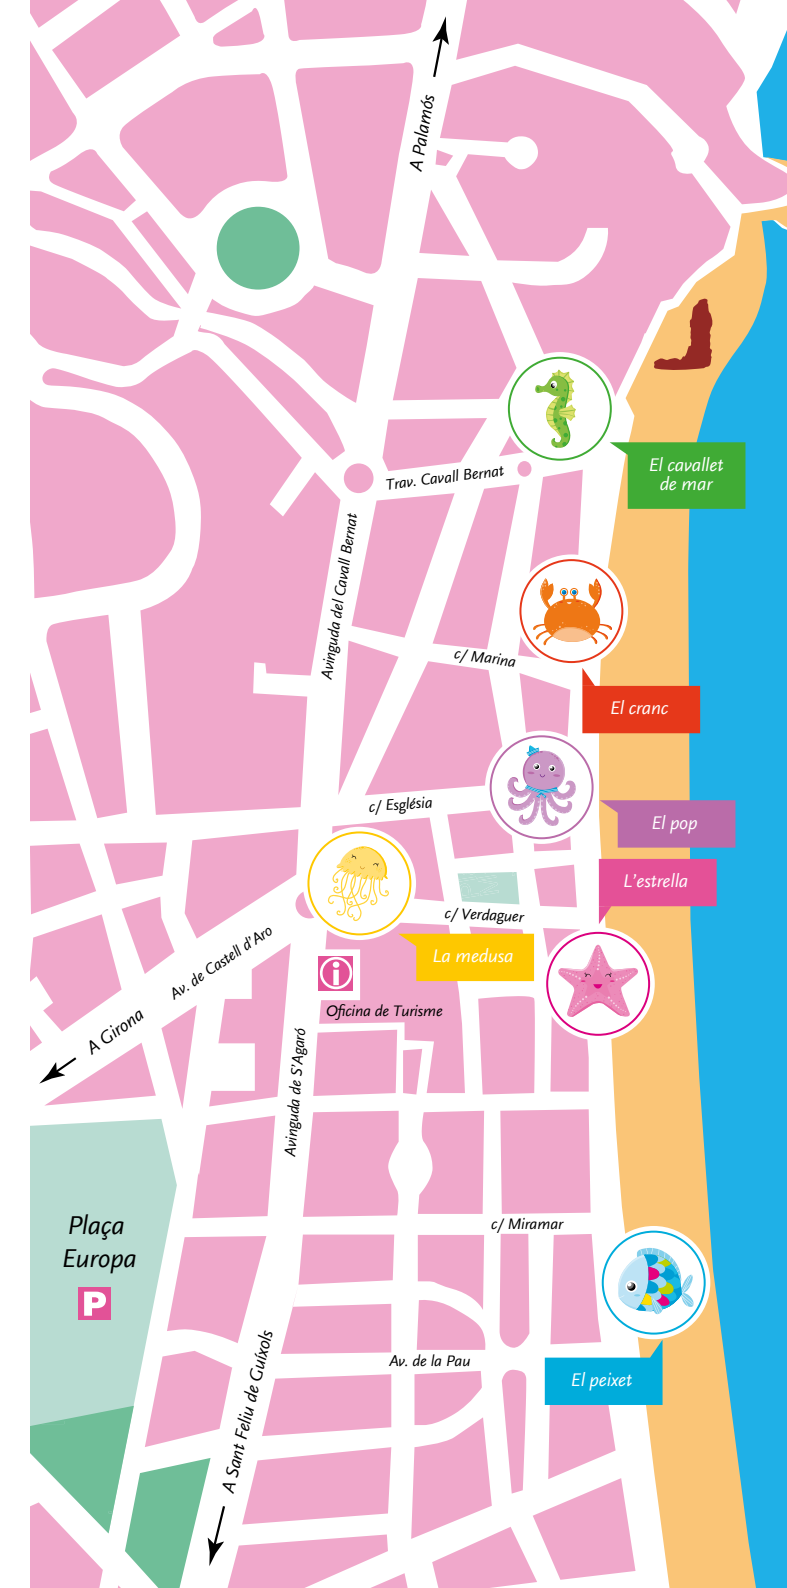 A Palamós
El cavallet
de mar
Trav. Cavall Bernat
Avinguda del Cavall Bernat
c/ Marina
El cranc
c/ Església
El pop
L'estrella
c/ Verdaguer
La medusa
Av. de Castell d'Aro
i
Oficina de Turisme
A Girona
Avinguda de S'Agaró
Plaça
Europa
P
c/ Miramar
Av. de la Pau
El peixet
A Sant Feliu de Guíxols